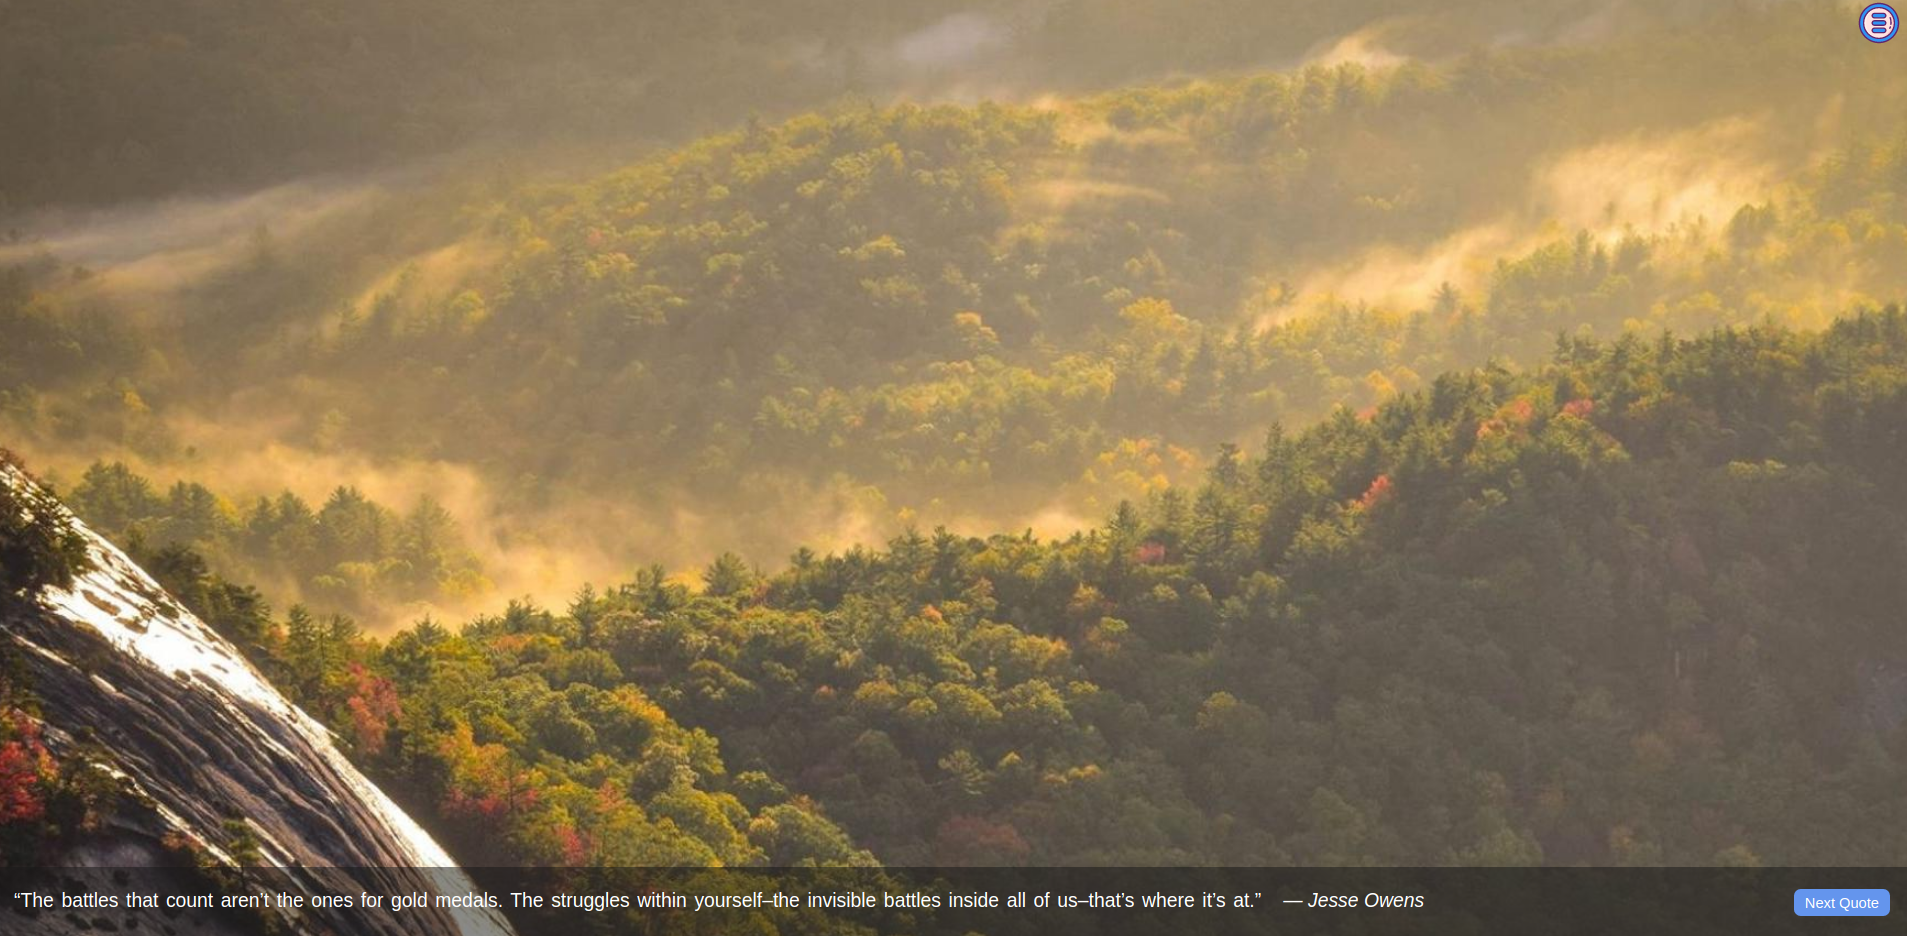 “The battles that count aren’t the ones for gold medals. The struggles within yourself–the invisible battles inside all of us–that’s where it’s at.” — Jesse Owens
Next Quote